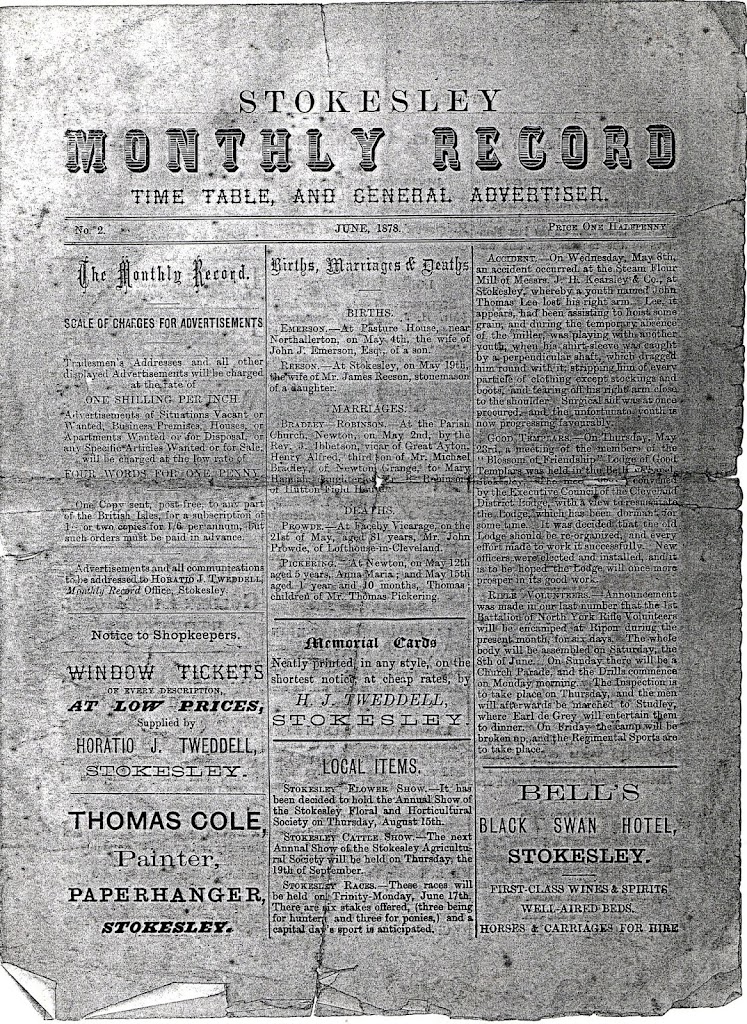 STOKESLEY
MONTHLY RECORD
TIME TABLE, AND GENERAL ADVERTISER.
No. 2.
JUNE, 1878.
PRICE ONE HALFPENNY
The Monthly Record.
SCALE OF CHARGES FOR ADVERTISEMENTS
Tradesmen's Addresses and all other
displayed Advertisements will be charged
at the rate of
ONE SHILLING PER INCH
Advertisements of Situations Vacant or
Wanted, Business Premises, Houses, or
Apartments Wanted or for Disposal, or
any Specific Articles Wanted or for Sale,
will be charged at the low rate of
FOUR WORDS FOR ONE PENNY
One Copy sent, post free, to any part
of the British Isles, for a subscription of
1/- or two copies for 1/6 per annum, but
such orders must be paid in advance.
Advertisements and all communications
to be addressed to HORATIO J. TWEDDELL,
Monthly Record Office, Stokesley.
Notice to Shopkeepers.
WINDOW TICKETS
OF EVERY DESCRIPTION,
AT LOW PRICES,
Supplied by
HORATIO J. TWEDDELL,
STOKESLEY.
THOMAS COLE,
Painter,
PAPERHANGER,
STOKESLEY.
Births, Marriages & Deaths
BIRTHS.
EMERSON.—At Pasture House, near
Northallerton, on May 4th, the wife of
John J. Emerson, Esq., of a son.
REESON.—At Stokesley, on May 19th,
the wife of Mr. James Reeson, stonemason
of a daughter.
MARRIAGES.
BRADLEY—ROBINSON.—At the Parish
Church, Newton, on May 2nd, by the
Rev. J. Ibbetson, vicar of Great Ayton,
Henry Alfred, third son of Mr. Michael
Bradley, of Newton Grange, to Mary
Hannah, daughter of Robinson
of Hutton
DEATHS.
PROWDE.—At Faceby Vicarage, on the
21st of May, aged 81 years, Mr. John
Prowde, of Lofthouse-in-Cleveland.
PICKERING.—At Newton, on May 12th
aged 5 years, Anna Maria; and May 15th
aged 1 year and 10 months, Thomas;
children of Mr. Thomas Pickering.
Memorial Cards
Neatly printed, in any style, on the
shortest notice, at cheap rates, by
H. J. TWEDDELL,
STOKESLEY.
LOCAL ITEMS.
STOKESLEY FLOWER SHOW.—It has
been decided to hold the Annual Show of
the Stokesley Floral and Horticultural
Society on Thursday, August 15th.
STOKESLEY CATTLE SHOW.—The next
Annual Show of the Stokesley Agricultu-
ral Society will be held on Thursday, the
19th of September.
STOKESLEY RACES.—These races will
be held on Trinity-Monday, June 17th.
There are six stakes offered, (three being
for hunters and three for ponies,) and a
capital day's sport is anticipated.
ACCIDENT.—On Wednesday, May 8th,
an accident occurred at the Steam Flour
Mill of Messrs. J. H. Kearsley & Co., at
Stokesley, whereby a youth named John
Thomas Lee lost his right arm. Lee, it
appears, had been assisting to hoist some
grain, and during the temporary absence
of the miller, was playing with another
youth, when his shirt-sleeve was caught
by a perpendicular shaft, which dragged
him round with it, stripping him of every
particle of clothing except stockings and
boots, and tearing off his right arm close
to the shoulder. Surgical aid was at once
procured, and the unfortunate youth is
now progressing favourably.
GOOD TEMPLARS.—On Thursday, May
23rd, a meeting of the members of the
"Blossom of Friendship" Lodge of Good
Templars was held in the Chapel,
Stokesley. The meeting convened
by the Executive Council of the Cleveland
District Lodge, with a view to resuscitate
this Lodge, which has been dormant for
some time. It was decided that the old
Lodge should be re-organized, and every
effort made to work it successfully. New
officers were elected and installed, and it
is to be hoped the Lodge will once more
prosper in its good work.
RIFLE VOLUNTEERS.—Announcement
was made in our last number that the 1st
Battalion of North York Rifle Volunteers
will be encamped at Ripon during the
present month, for six days. The whole
body will be assembled on Saturday, the
8th of June. On Sunday there will be a
Church Parade, and the Drills commence
on Monday morning. The Inspection is
to take place on Thursday, and the men
will afterwards be marched to Studley,
where Earl de Grey will entertain them
to dinner. On Friday the camp will be
broken up, and the Regimental Sports are
to take place.
BELL'S
BLACK SWAN HOTEL,
STOKESLEY.
FIRST-CLASS WINES & SPIRITS
WELL-AIRED BEDS.
HORSES & CARRIAGES FOR HIRE